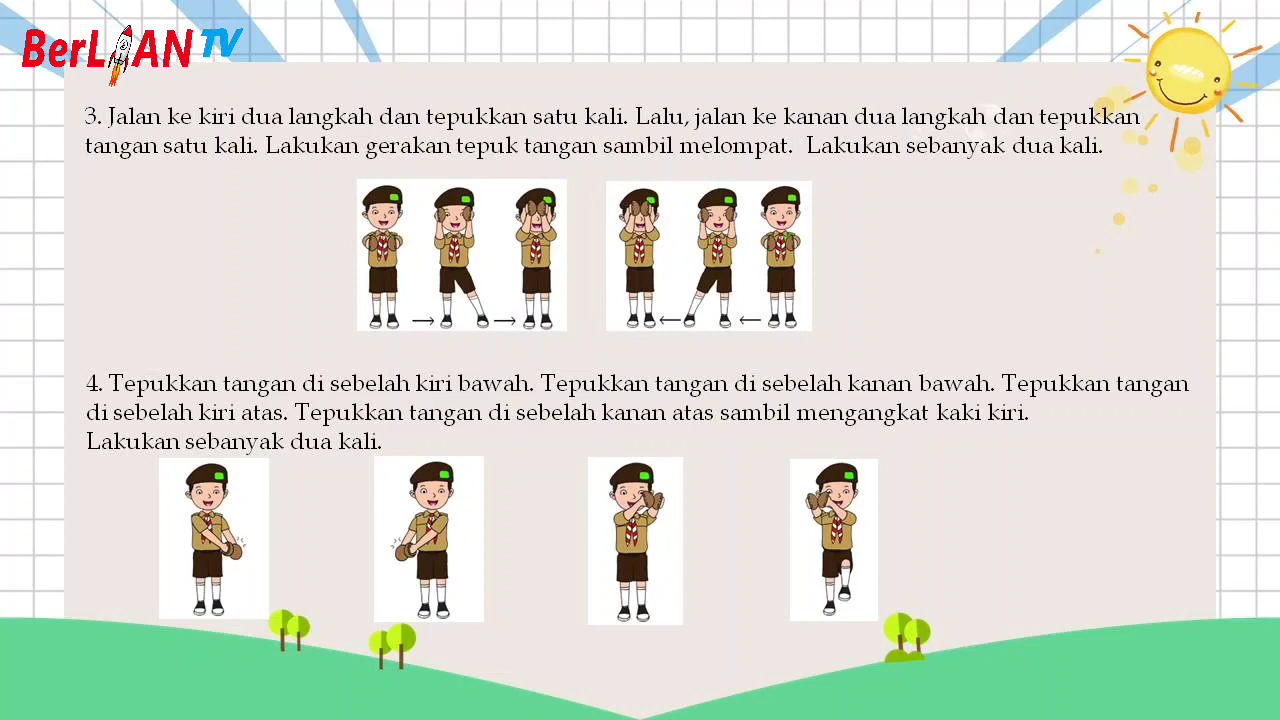 BerLIAN TV
3. Jalan ke kiri dua langkah dan tepukkan satu kali. Lalu, jalan ke kanan dua langkah dan tepukkan
tangan satu kali. Lakukan gerakan tepuk tangan sambil melompat. Lakukan sebanyak dua kali.
4. Tepukkan tangan di sebelah kiri bawah. Tepukkan tangan di sebelah kanan bawah. Tepukkan tangan
di sebelah kiri atas. Tepukkan tangan di sebelah kanan atas sambil mengangkat kaki kiri.
Lakukan sebanyak dua kali.